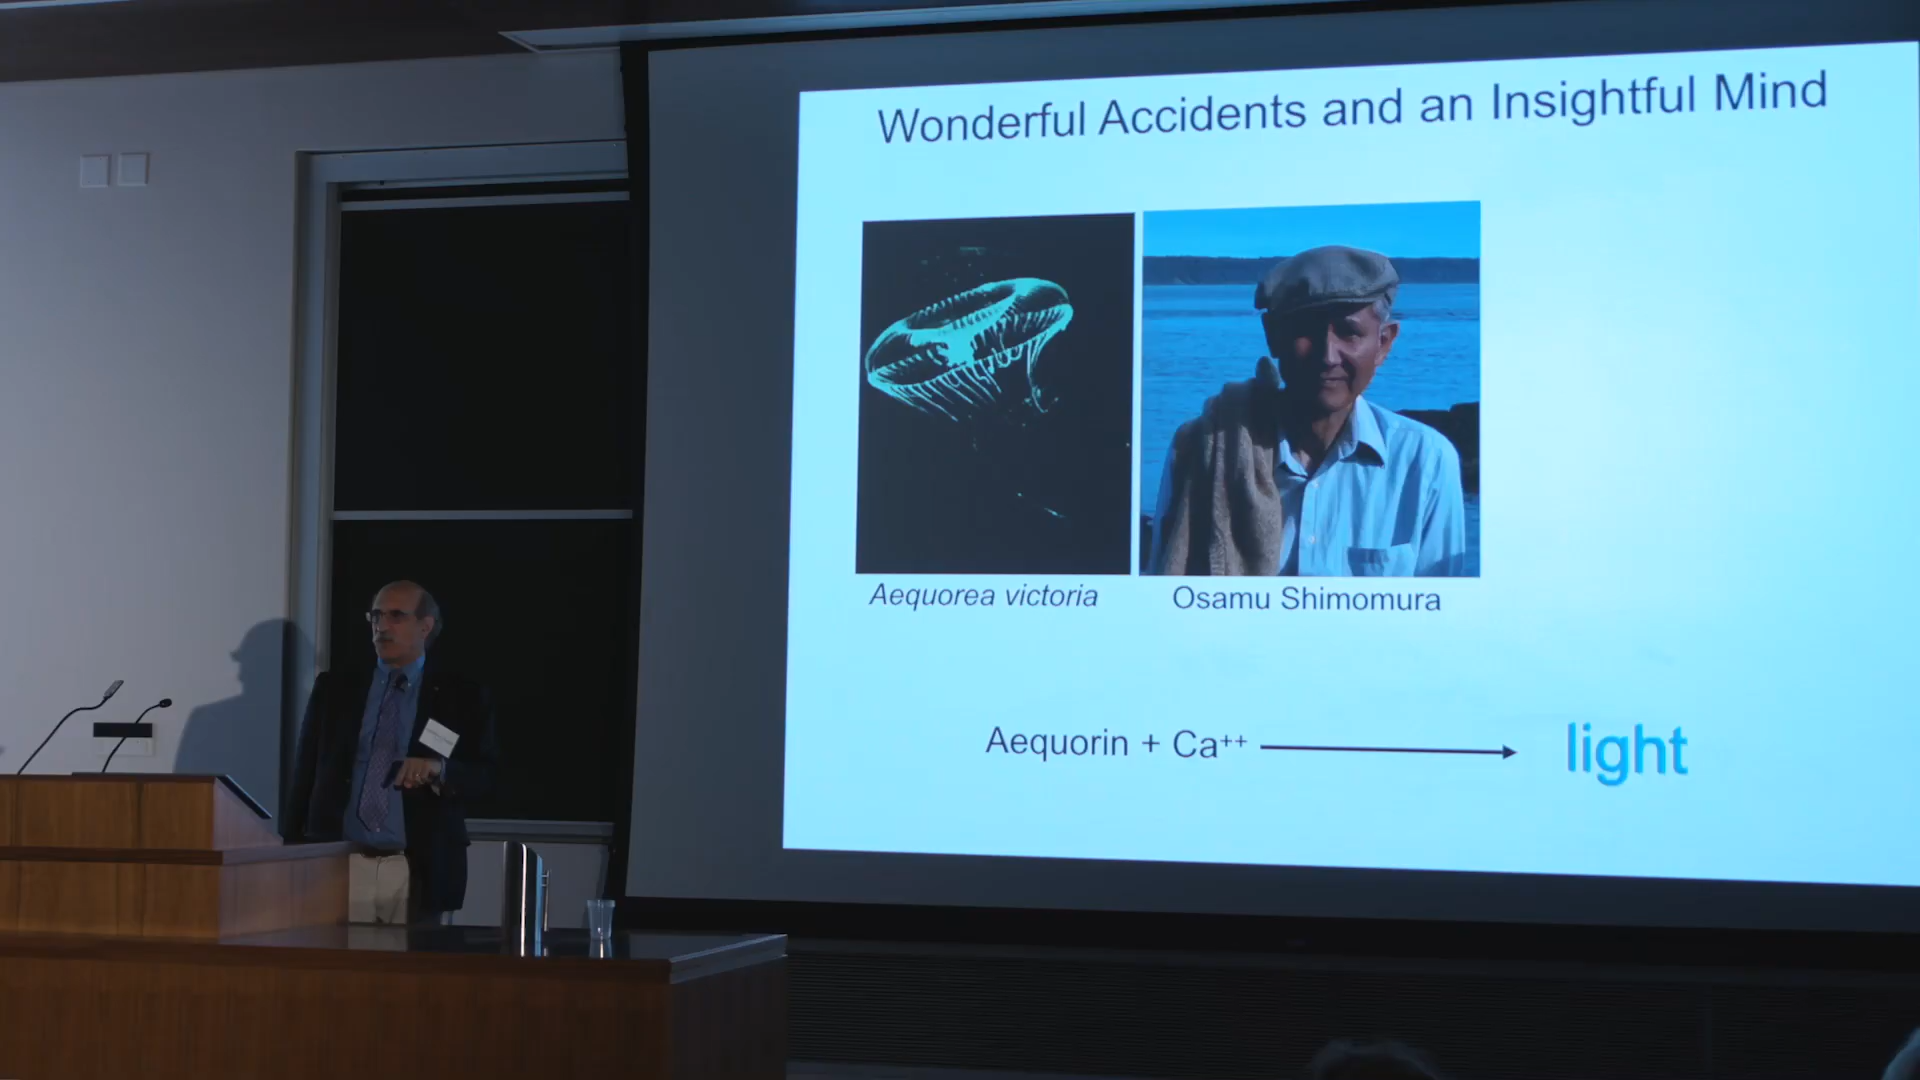 Wonderful Accidents and an Insightful Mind
Aequorea victoria
Osamu Shimomura
Aequorin + Ca⁺⁺ ⟶ light